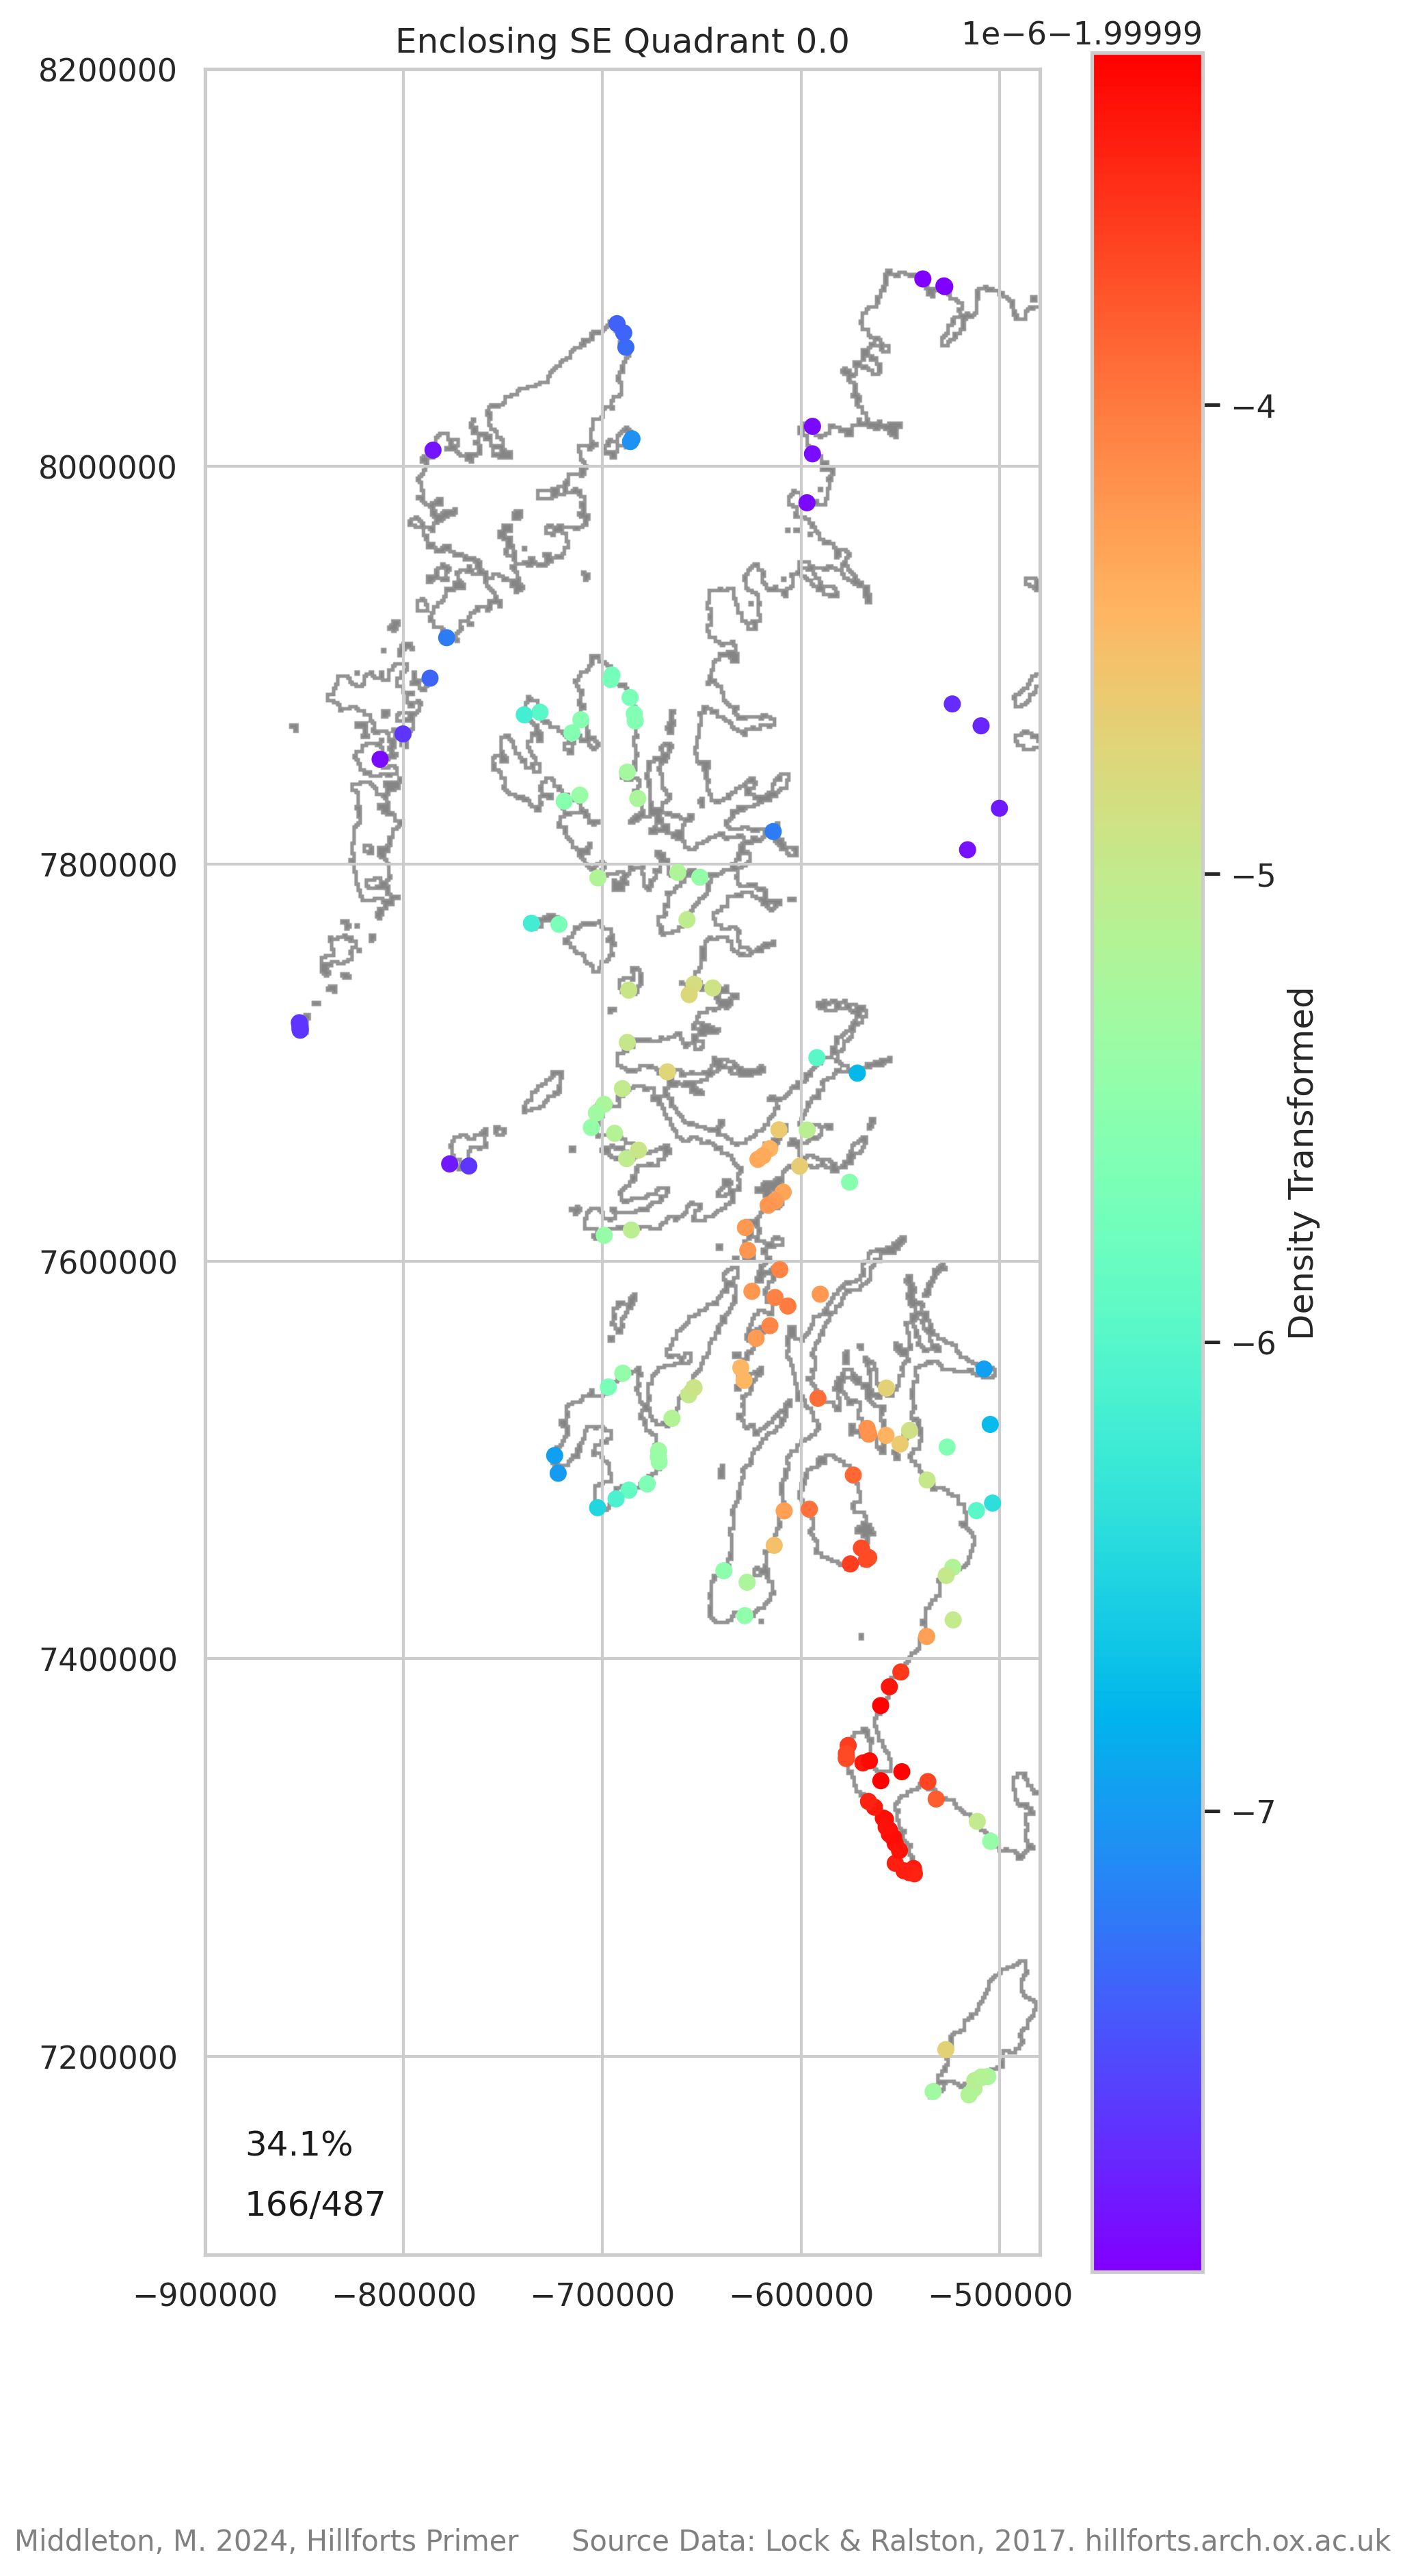 Enclosing SE Quadrant 0.0
1e−6−1.99999
8200000
8000000
7800000
7600000
7400000
7200000
−4
−5
−6
−7
Density Transformed
34.1%
166/487
−900000 −800000 −700000 −600000 −500000
Middleton, M. 2024, Hillforts Primer
Source Data: Lock & Ralston, 2017. hillforts.arch.ox.ac.uk